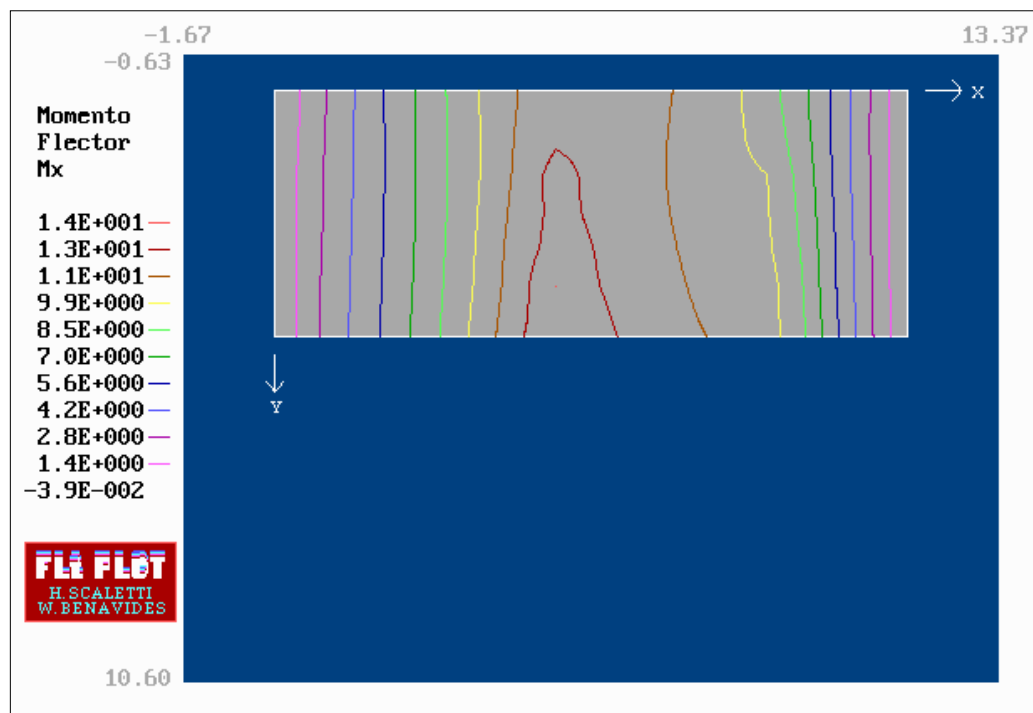 -1.67
13.37
-0.63
X
Momento
Flector
Mx
1.4E+001
1.3E+001
1.1E+001
9.9E+000
8.5E+000
7.0E+000
5.6E+000
4.2E+000
2.8E+000
1.4E+000
-3.9E-002
Y
H.SCALETTI
W.BENAVIDES
10.60